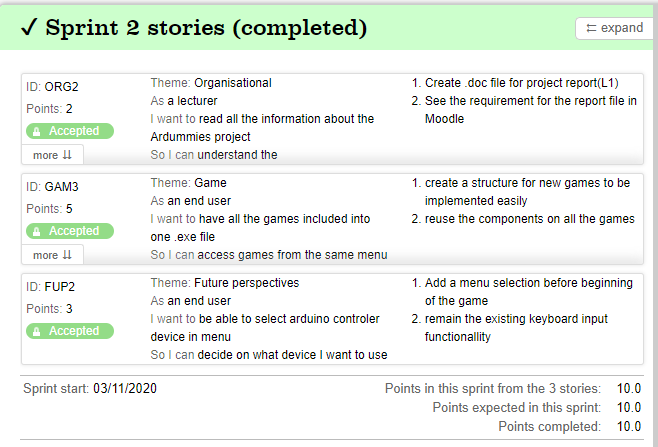 ✓ Sprint 2 stories (completed)
⇇ expand
ID: ORG2
Points: 2
Accepted
more ⇊
Theme: Organisational
As a lecturer
I want to read all the information about the
Ardummies project
So I can understand the
1. Create .doc file for project report(L1)
2. See the requirement for the report file in
Moodle
ID: GAM3
Points: 5
Accepted
more ⇊
Theme: Game
As an end user
I want to have all the games included into
one .exe file
So I can access games from the same menu
1. create a structure for new games to be
implemented easily
2. reuse the components on all the games
ID: FUP2
Points: 3
Accepted
Theme: Future perspectives
As an end user
I want to be able to select arduino controler
device in menu
So I can decide on what device I want to use
1. Add a menu selection before beginning
of the game
2. remain the existing keyboard input
functionallity
Sprint start: 03/11/2020
Points in this sprint from the 3 stories: 10.0
Points expected in this sprint: 10.0
Points completed: 10.0